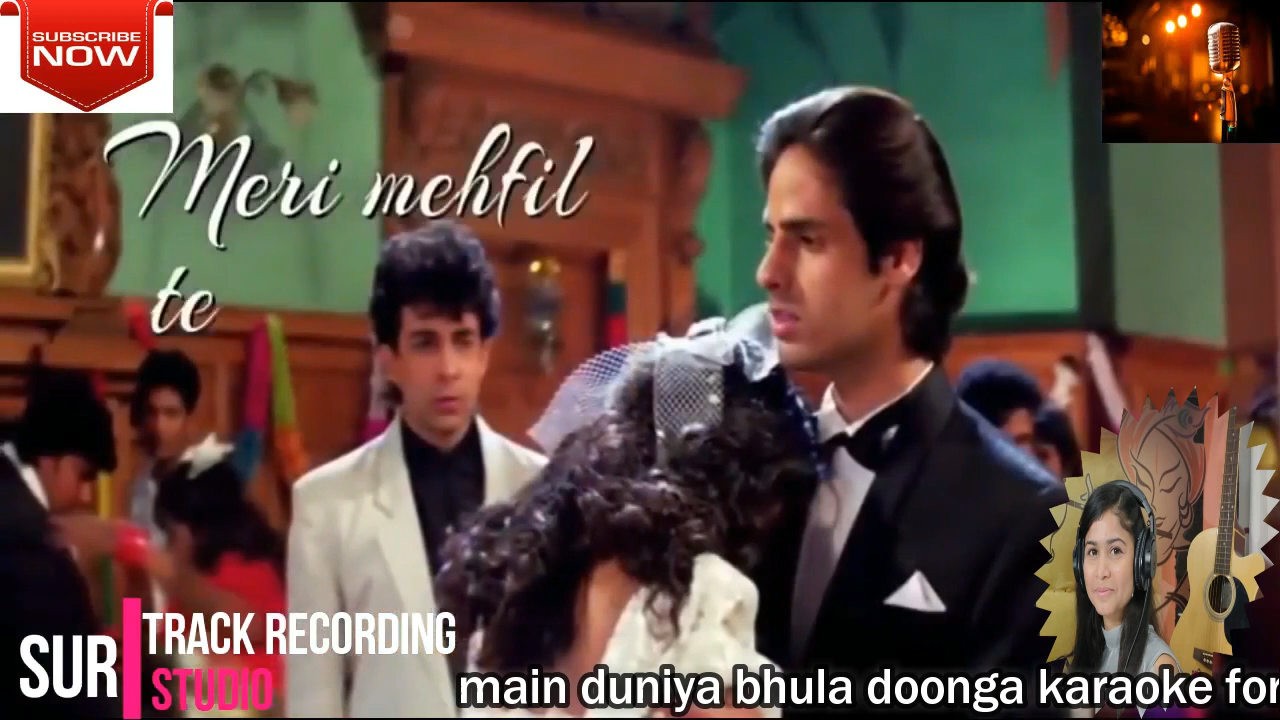 SUBSCRIBE
NOW
Meri mehfil
te
SUR
TRACK RECORDING
STUDIO
main duniya bhula doonga karaoke for